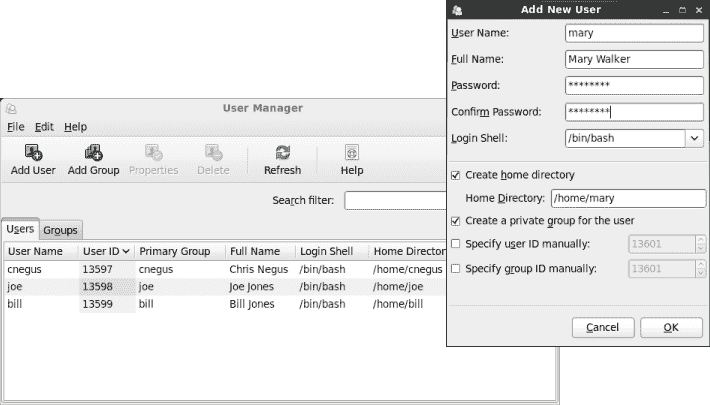 Add New User
User Name: mary
Full Name: Mary Walker
Password: ********
Confirm Password: ********
Login Shell: /bin/bash
Create home directory
Home Directory: /home/mary
Create a private group for the user
Specify user ID manually: 13601
Specify group ID manually: 13601
Cancel OK
User Manager
File Edit Help
Add User Add Group Properties Delete Refresh Help
Search filter:
Users Groups
User Name User ID Primary Group Full Name Login Shell Home Director
cnegus 13597 cnegus Chris Negus /bin/bash /home/cnegus
joe 13598 joe Joe Jones /bin/bash /home/joe
bill 13599 bill Bill Jones /bin/bash /home/bill